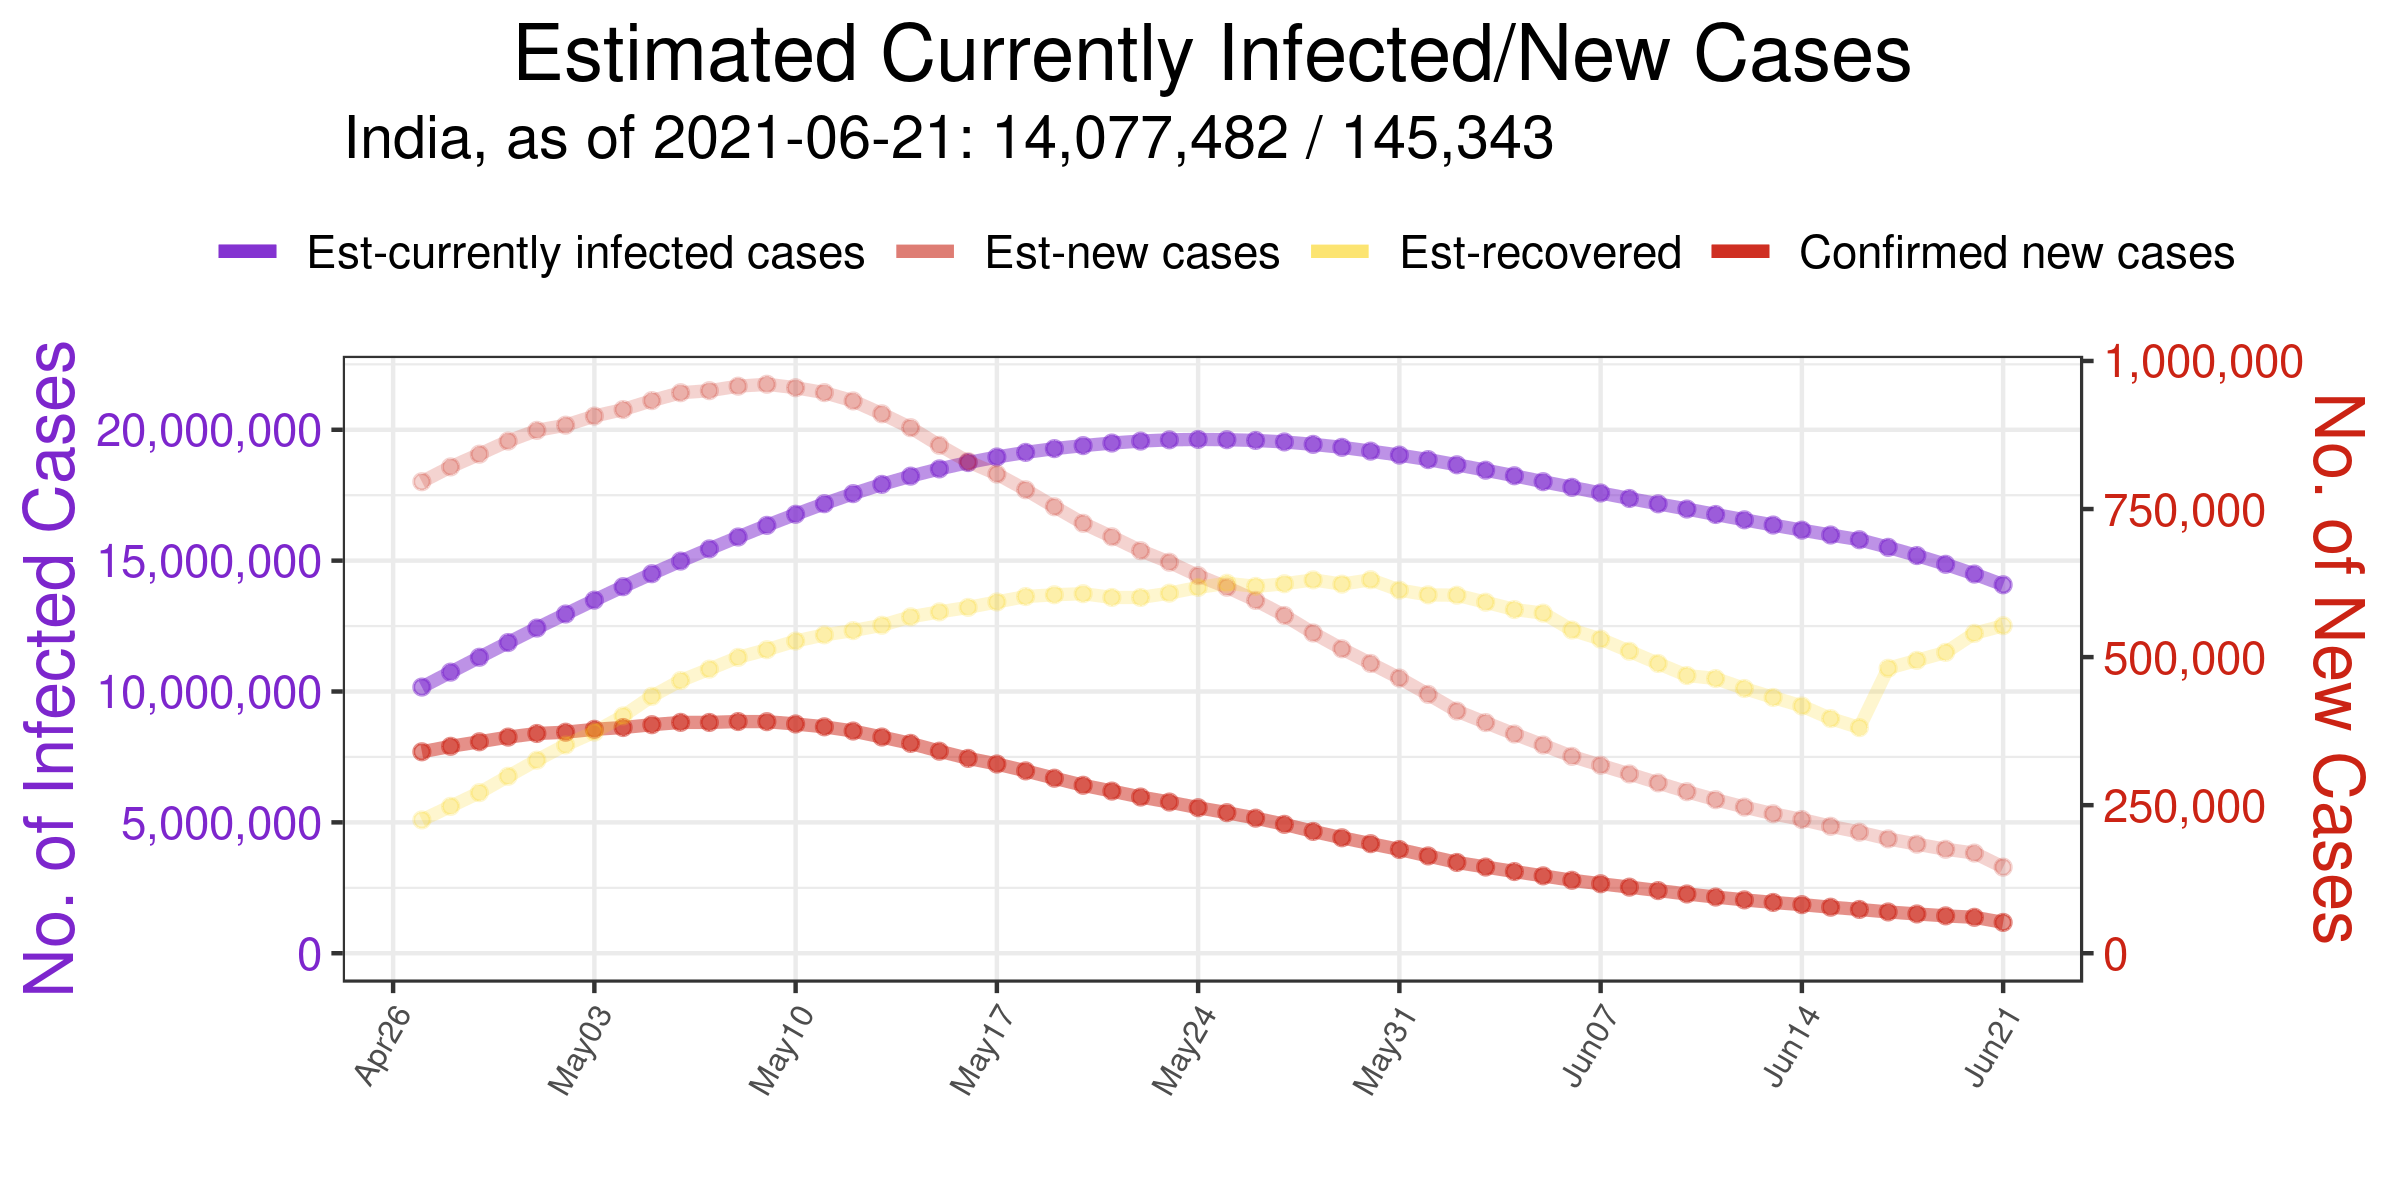 Estimated Currently Infected/New Cases
India, as of 2021-06-21: 14,077,482 / 145,343
Est-currently infected cases Est-new cases Est-recovered Confirmed new cases
No. of Infected Cases
20,000,000
15,000,000
10,000,000
5,000,000
0
1,000,000
750,000
500,000
250,000
0
No. of New Cases
Apr26 May03 May10 May17 May24 May31 Jun07 Jun14 Jun21